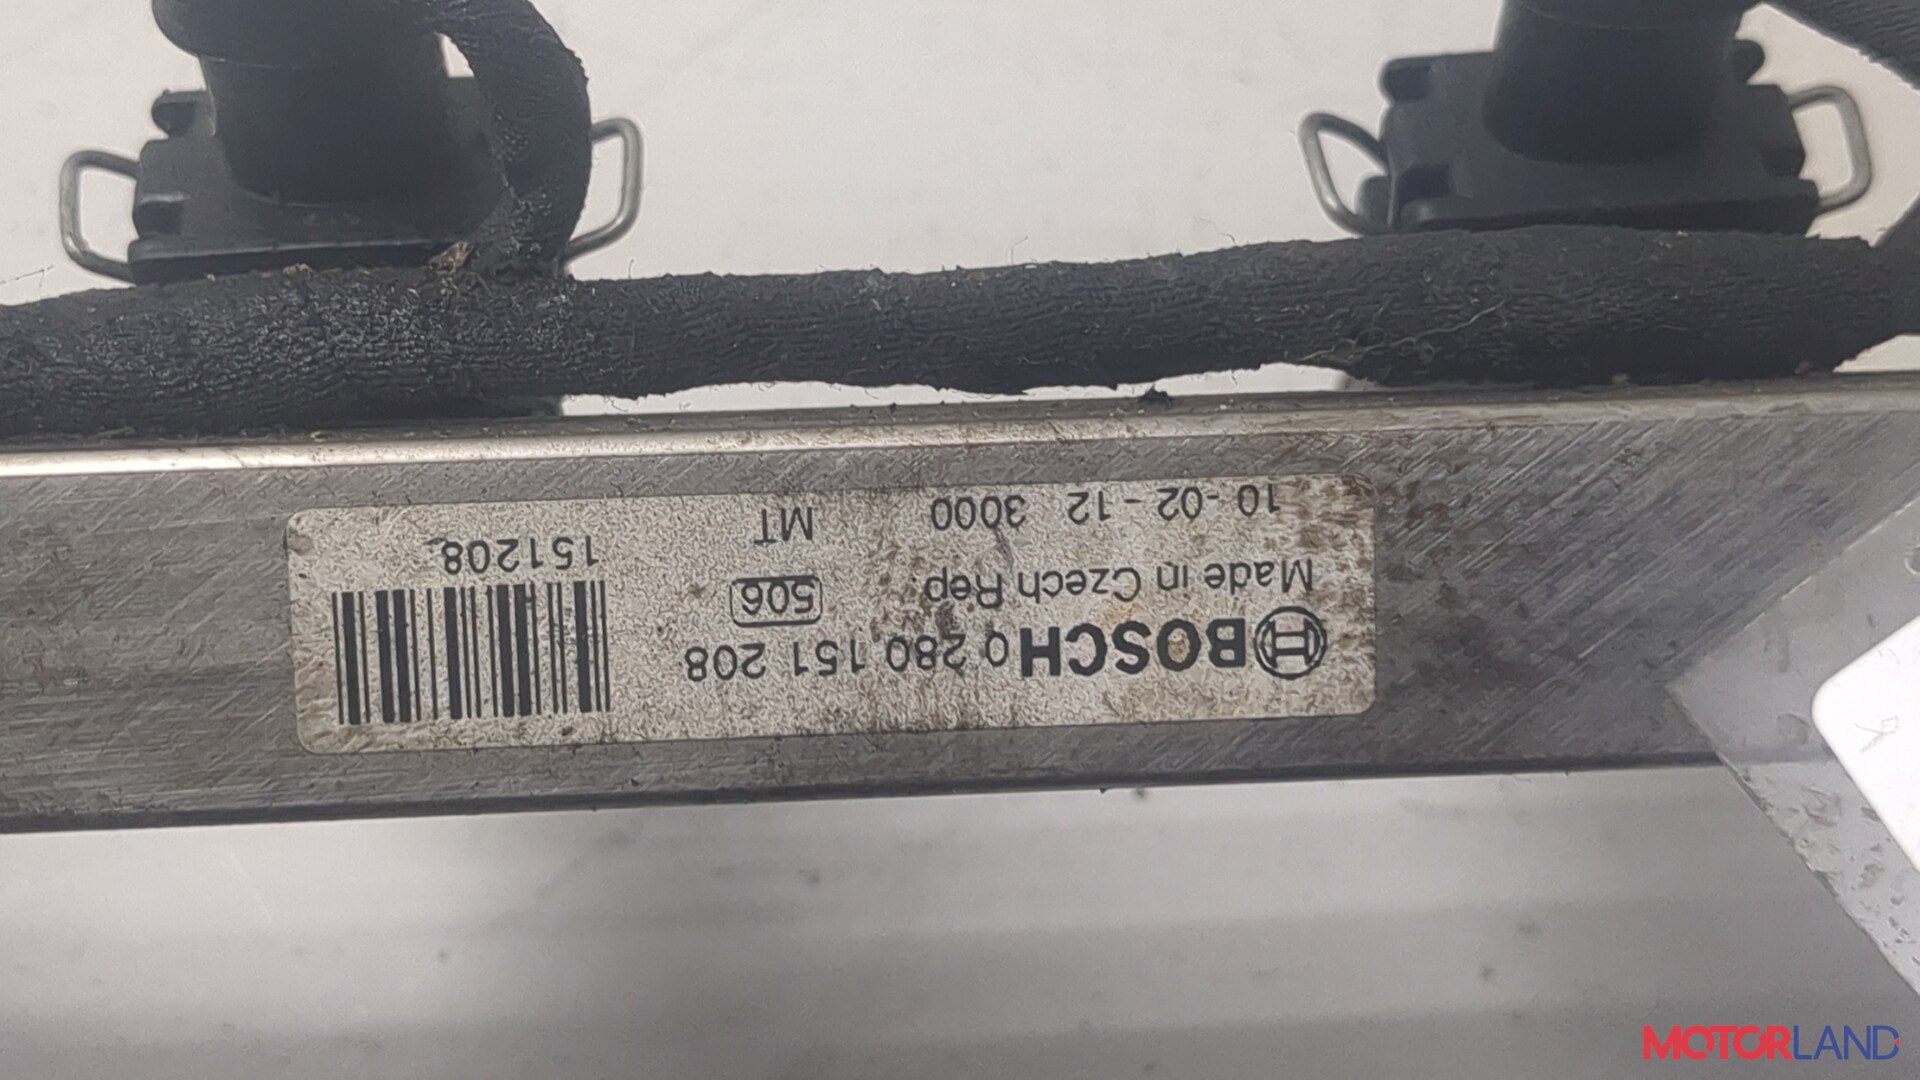 BOSCH 0 280 151 208
Made in Czech Rep. 506
10-02-12 3000 MT 151208
MOTORLAND